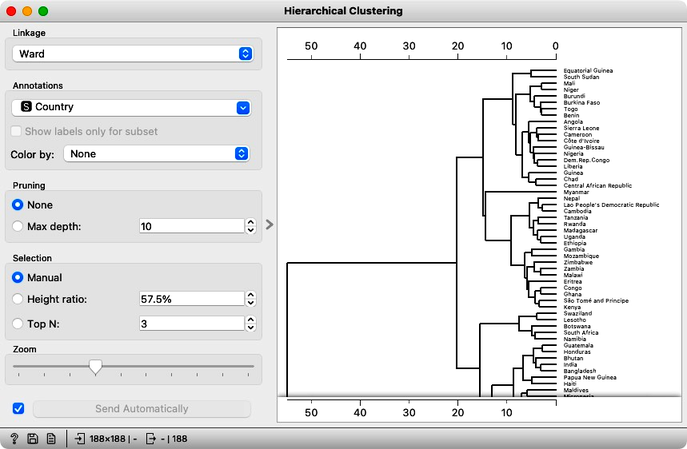 Hierarchical Clustering
Linkage
Ward
Annotations
S Country
Show labels only for subset
Color by: None
Pruning
None
Max depth: 10
Selection
Manual
Height ratio: 57.5%
Top N: 3
Zoom
Send Automatically
? 188×188 | - - | 188
50 40 30 20 10 0
Equatorial Guinea
South Sudan
Mali
Niger
Burundi
Burkina Faso
Togo
Benin
Angola
Sierra Leone
Cameroon
Côte d'Ivoire
Guinea-Bissau
Nigeria
Dem.Rep.Congo
Liberia
Guinea
Chad
Central African Republic
Myanmar
Nepal
Lao People's Democratic Republic
Cambodia
Tanzania
Rwanda
Madagascar
Uganda
Ethiopia
Gambia
Mozambique
Zimbabwe
Zambia
Malawi
Eritrea
Congo
Ghana
São Tomé and Principe
Kenya
Swaziland
Lesotho
Botswana
South Africa
Namibia
Guatemala
Honduras
Bhutan
India
Bangladesh
Papua New Guinea
Haiti
Maldives
50 40 30 20 10 0